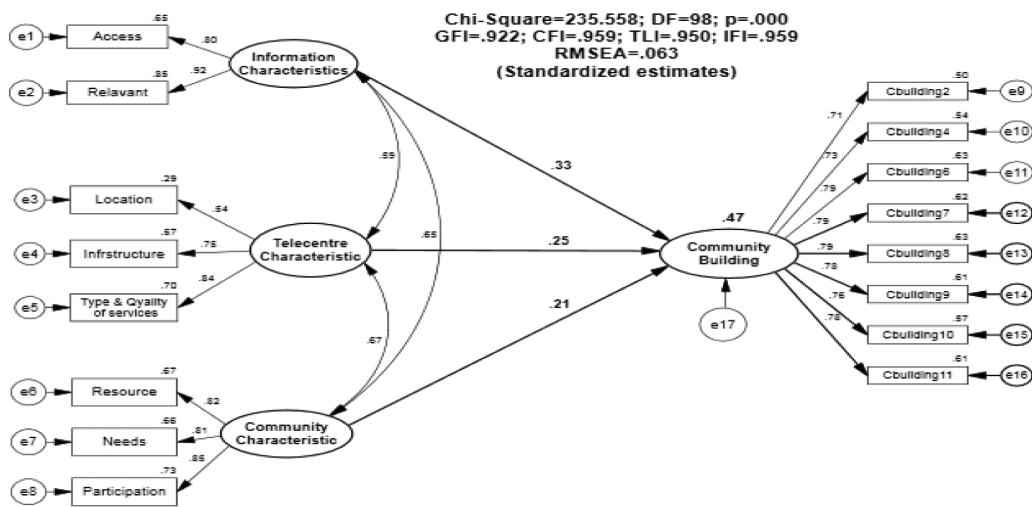 Chi-Square=235.558; DF=98; p=.000
GFI=.922; CFI=.959; TLI=.950; IFI=.959
RMSEA=.063
(Standardized estimates)
e1
.65
Access
.80
e2
.85
Relavant
.92
Information
Characteristics
e3
.29
Location
.54
e4
.57
Infrstructure
.75
e5
.70
Type & Qyality
of services
.84
Telecentre
Characteristic
e6
.67
Resource
.82
e7
.66
Needs
.81
e8
.73
Participation
.85
Community
Characteristic
.59
.65
.67
.33
.25
.21
.47
Community
Building
e17
.71
.50
Cbuilding2
e9
.73
.54
Cbuilding4
e10
.79
.63
Cbuilding6
e11
.79
.62
Cbuilding7
e12
.79
.63
Cbuilding8
e13
.78
.61
Cbuilding9
e14
.76
.57
Cbuilding10
e15
.78
.61
Cbuilding11
e16